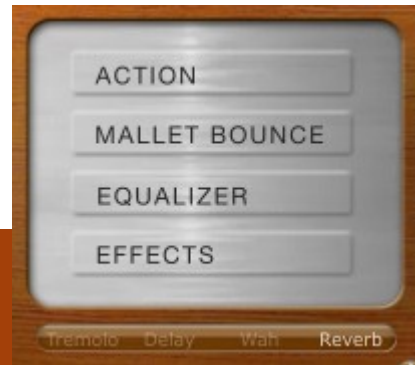 ACTION
MALLET BOUNCE
EQUALIZER
EFFECTS
Tremolo Delay Wah Reverb